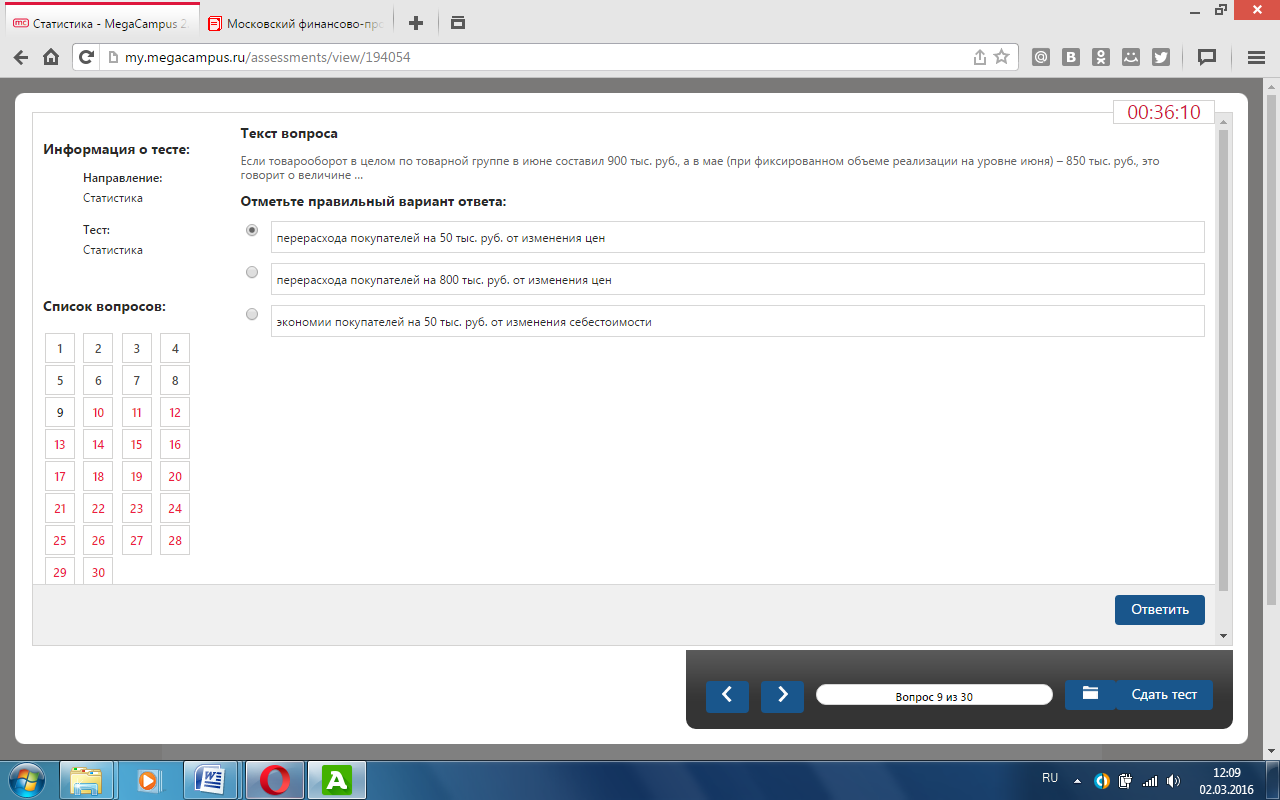 Статистика - MegaCampus 2.
Московский финансово-про
my.megacampus.ru/assessments/view/194054
00:36:10
Информация о тесте:
Направление:
Статистика
Тест:
Статистика
Список вопросов:
1 2 3 4
5 6 7 8
9 10 11 12
13 14 15 16
17 18 19 20
21 22 23 24
25 26 27 28
29 30
Текст вопроса
Если товарооборот в целом по товарной группе в июне составил 900 тыс. руб., а в мае (при фиксированном объеме реализации на уровне июня) – 850 тыс. руб., это
говорит о величине ...
Отметьте правильный вариант ответа:
перерасхода покупателей на 50 тыс. руб. от изменения цен
перерасхода покупателей на 800 тыс. руб. от изменения цен
экономии покупателей на 50 тыс. руб. от изменения себестоимости
Ответить
Вопрос 9 из 30
Сдать тест
RU
12:09
02.03.2016